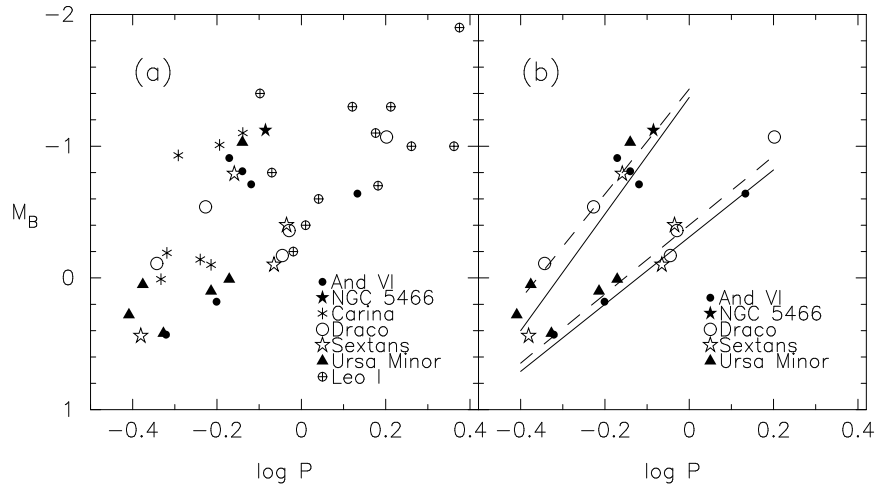 −2
−1
0
1
M_B
(a)
And VI
NGC 5466
Carina
Draco
Sextans
Ursa Minor
Leo I
−0.4 −0.2 0 0.2 0.4
log P
(b)
And VI
NGC 5466
Draco
Sextans
Ursa Minor
−0.4 −0.2 0 0.2 0.4
log P